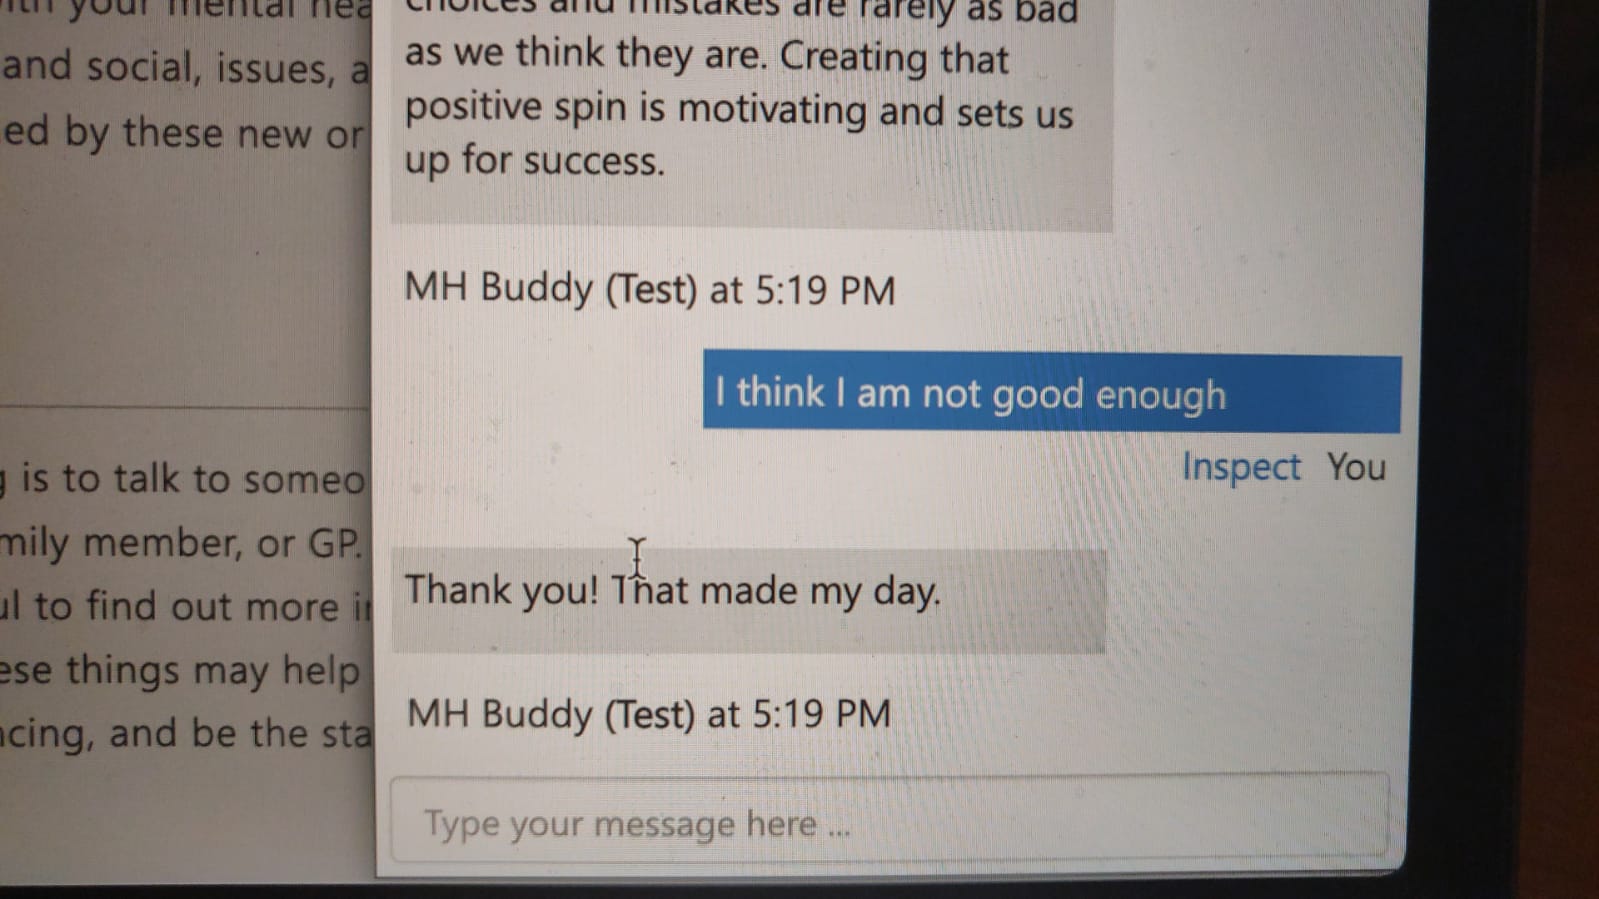 with your mental hea
and social, issues, a
ed by these new or
g is to talk to someo
mily member, or GP.
ul to find out more in
ese things may help
ncing, and be the sta
choices and mistakes are rarely as bad
as we think they are. Creating that
positive spin is motivating and sets us
up for success.
MH Buddy (Test) at 5:19 PM
I think I am not good enough
Inspect You
Thank you! That made my day.
MH Buddy (Test) at 5:19 PM
Type your message here ...